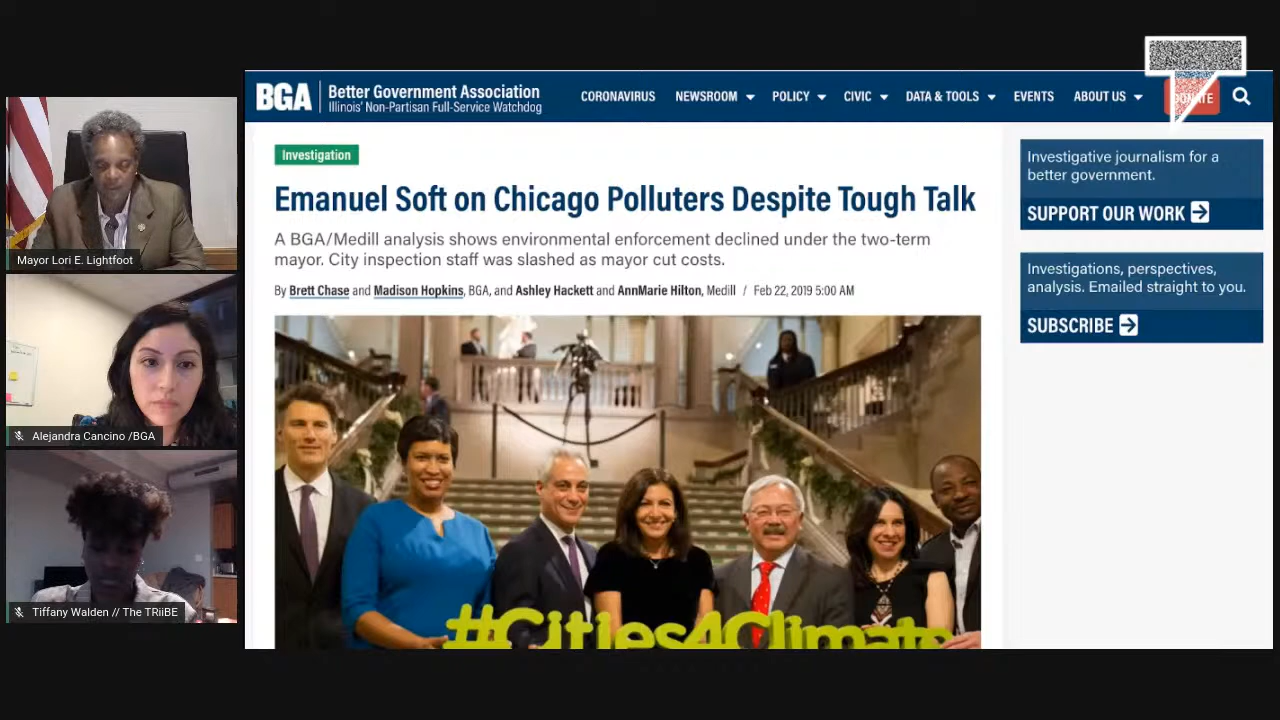 BGA
Better Government Association
Illinois' Non-Partisan Full-Service Watchdog
CORONAVIRUS
NEWSROOM
POLICY
CIVIC
DATA & TOOLS
EVENTS
ABOUT US
DONATE
Investigation
Emanuel Soft on Chicago Polluters Despite Tough Talk
A BGA/Medill analysis shows environmental enforcement declined under the two-term
mayor. City inspection staff was slashed as mayor cut costs.
By Brett Chase and Madison Hopkins, BGA, and Ashley Hackett and AnnMarie Hilton, Medill / Feb 22, 2019 5:00 AM
#Cities4Climate
Investigative journalism for a
better government.
SUPPORT OUR WORK
Investigations, perspectives,
analysis. Emailed straight to you.
SUBSCRIBE
Mayor Lori E. Lightfoot
Alejandra Cancino /BGA
Tiffany Walden // The TRiiBE